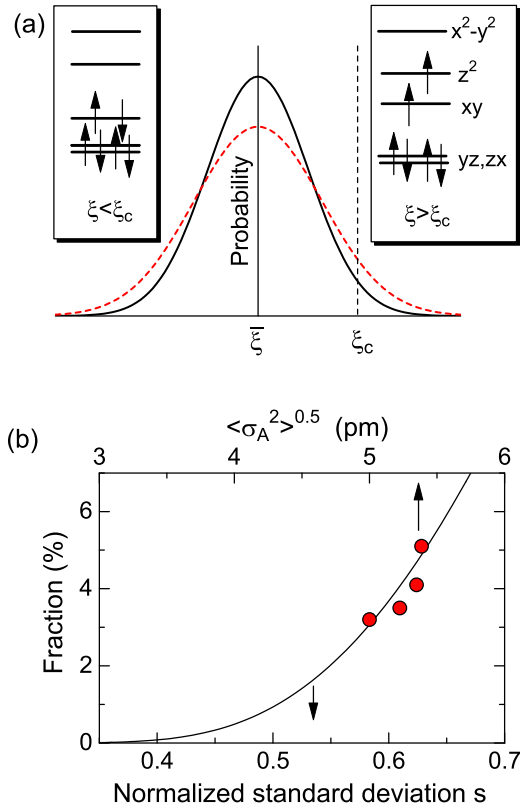 (a)
x²-y²
z²
xy
yz,zx
ξ<ξc
ξ>ξc
Probability
ξ̄
ξc
(b)
<σA²>^0.5 (pm)
3 4 5 6
Fraction (%)
6
4
2
0
0.4 0.5 0.6 0.7
Normalized standard deviation s